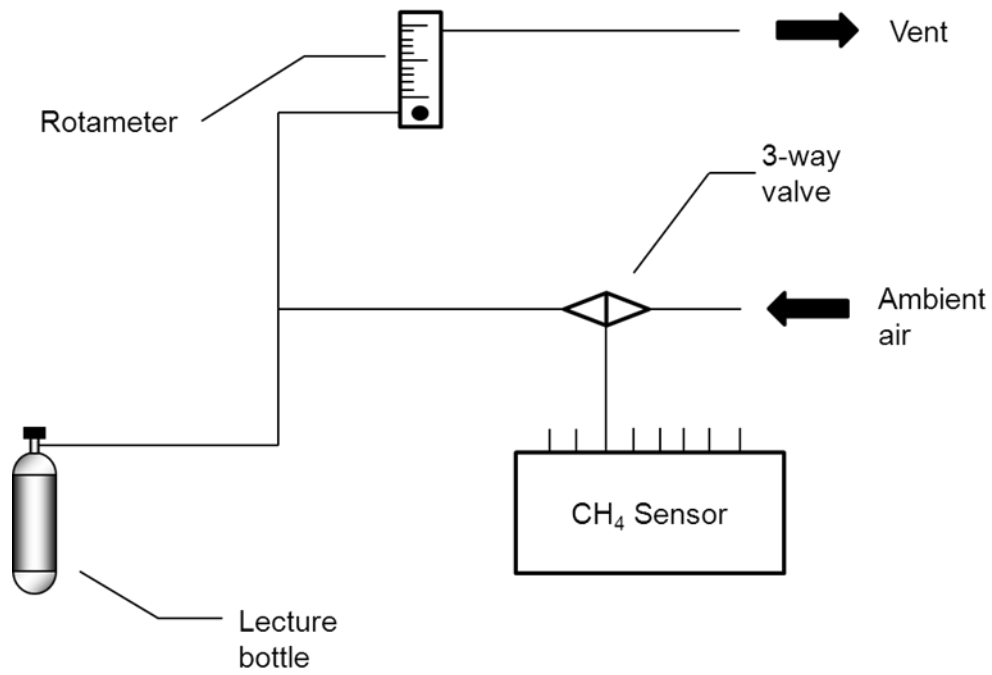 Vent
Rotameter
3-way
valve
Ambient
air
CH₄ Sensor
Lecture
bottle